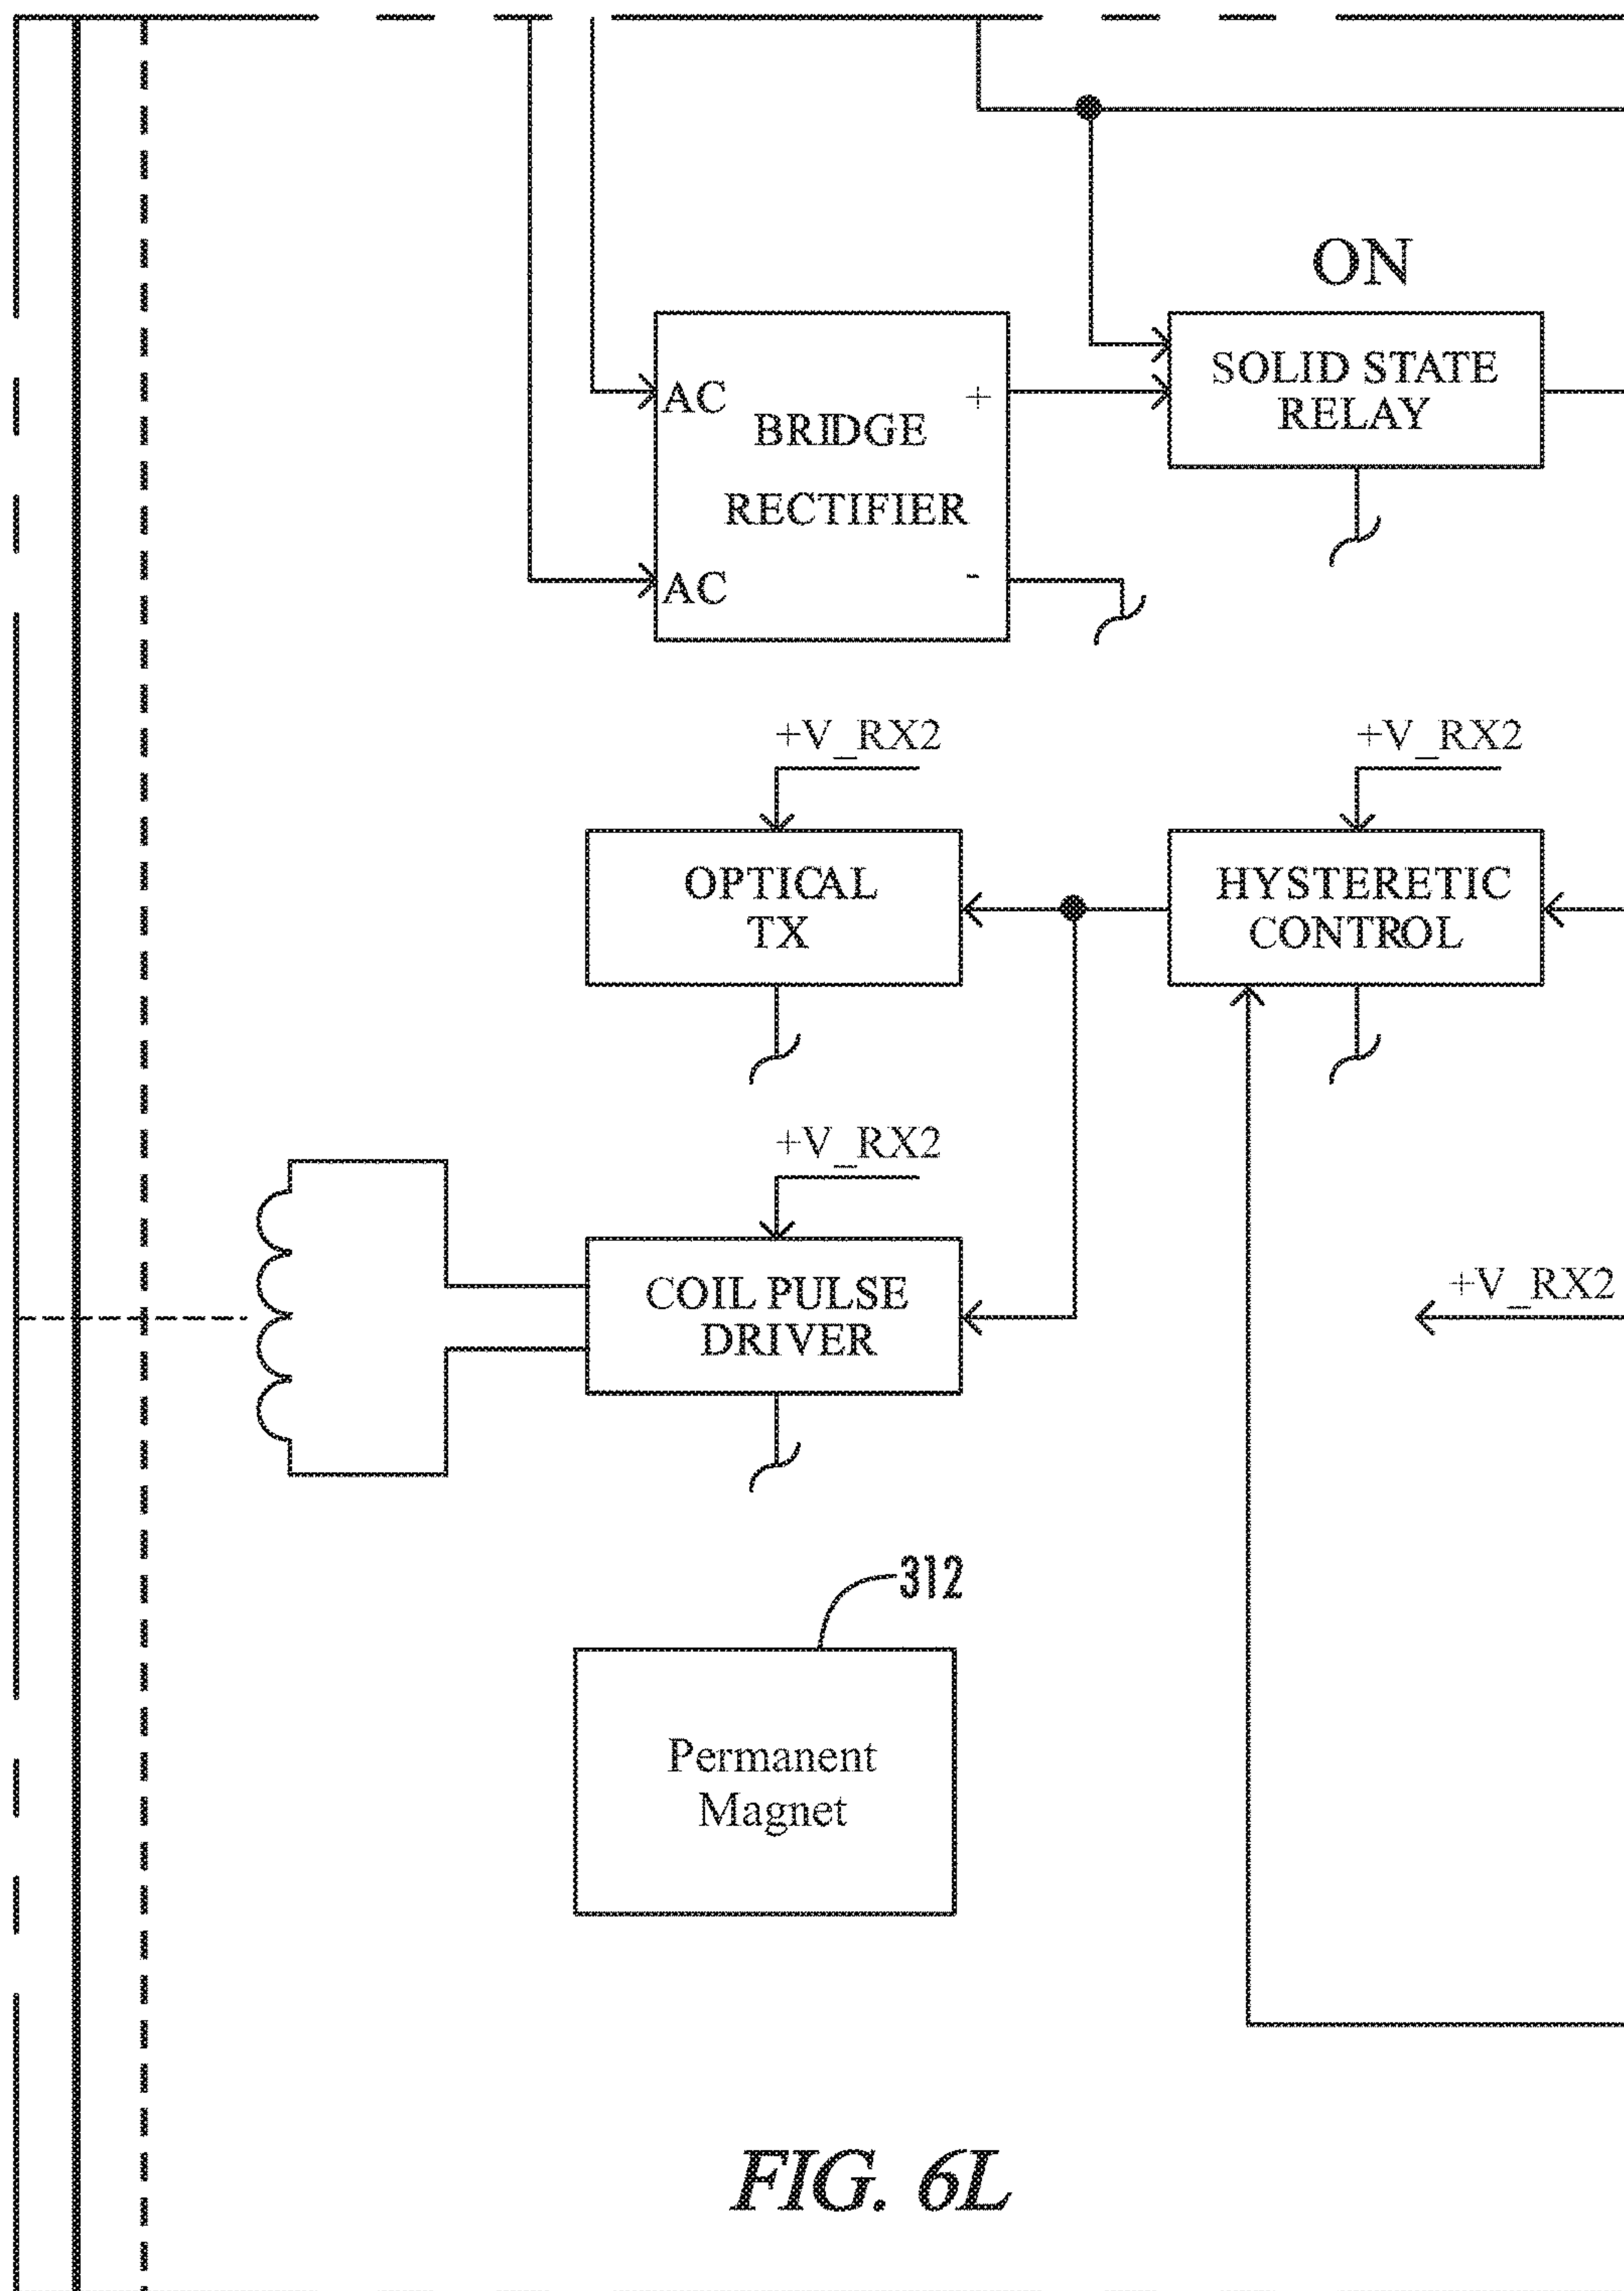 ON
SOLID STATE
RELAY
AC
+
BRIDGE
RECTIFIER
AC
-
+V_RX2
+V_RX2
OPTICAL
TX
HYSTERETIC
CONTROL
+V_RX2
COIL PULSE
DRIVER
+V_RX2
312
Permanent
Magnet
FIG. 6L